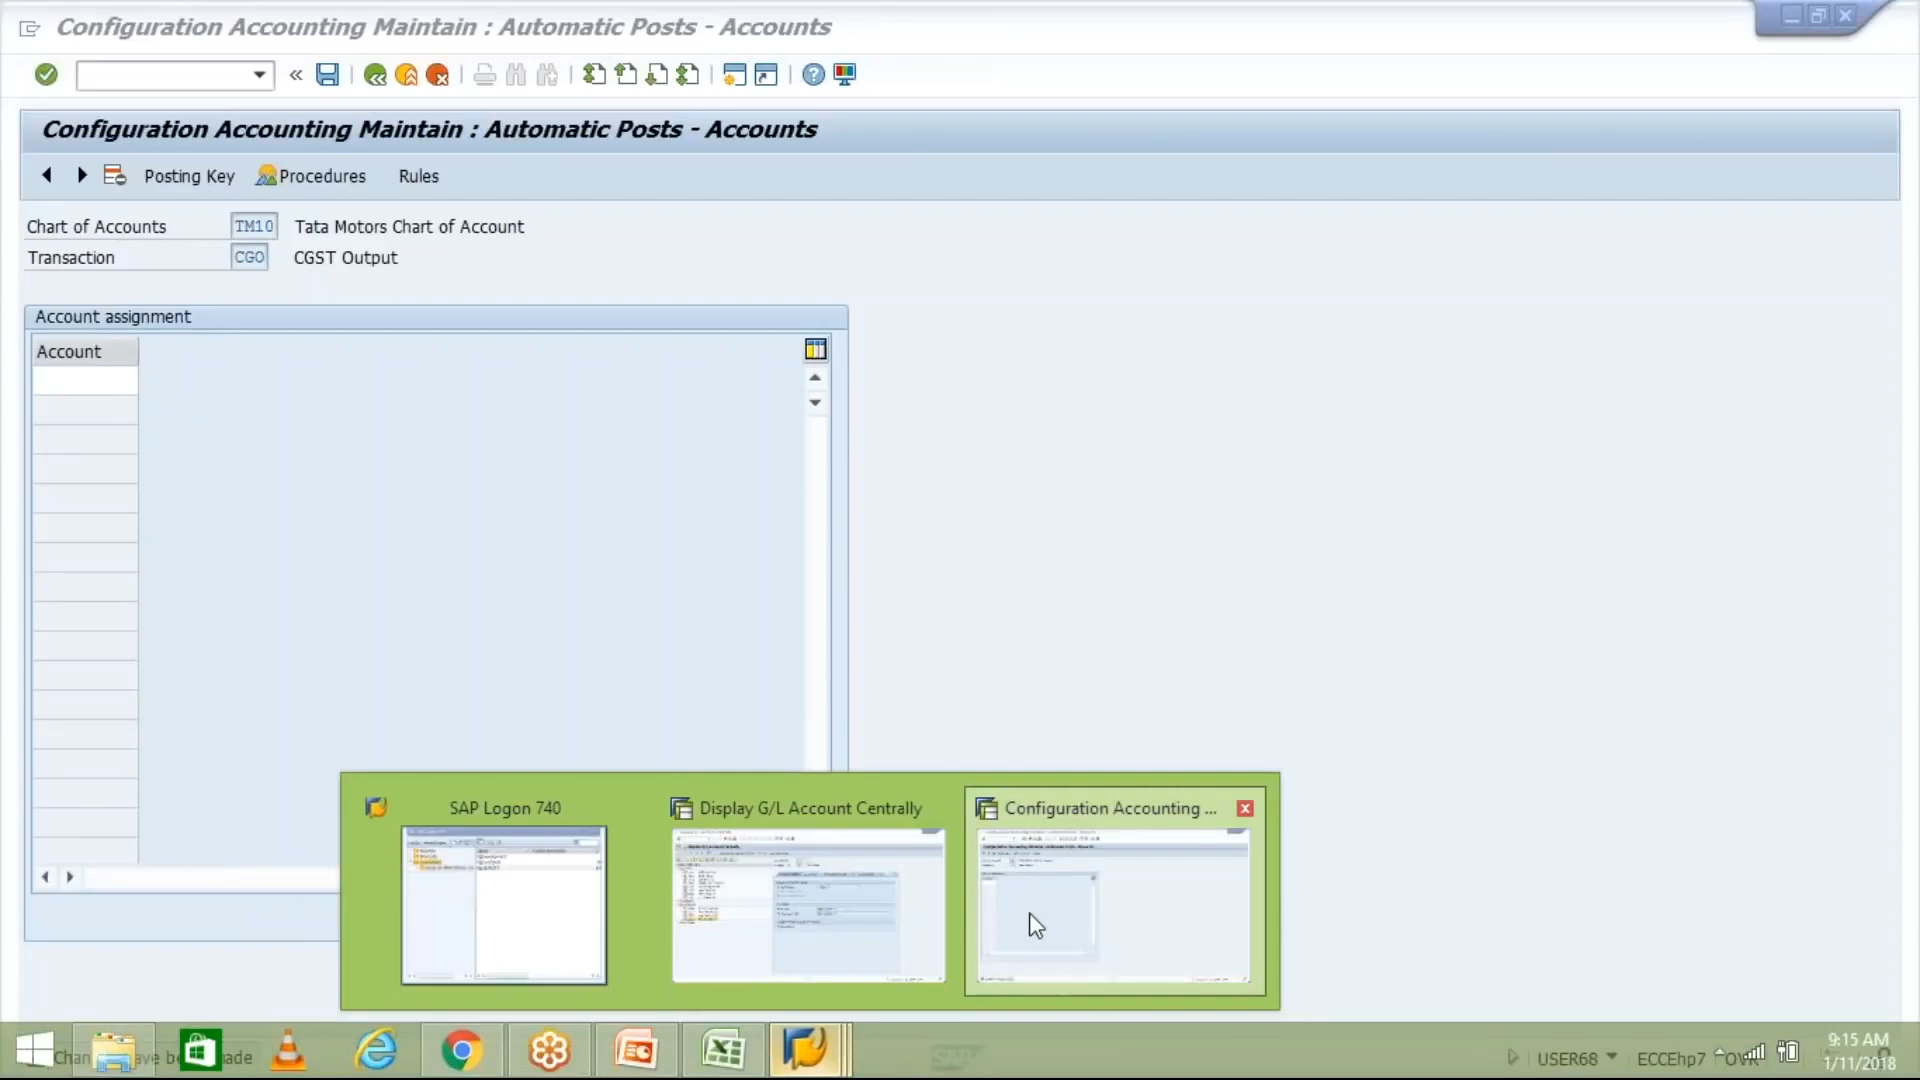 Configuration Accounting Maintain : Automatic Posts - Accounts
Configuration Accounting Maintain : Automatic Posts - Accounts
Posting Key Procedures Rules
Chart of Accounts TM10 Tata Motors Chart of Account
Transaction CGO CGST Output
Account assignment
Account
SAP Logon 740
Display G/L Account Centrally
Configuration Accounting ...
USER68
ECCEhp7
OVR
9:15 AM
1/11/2018